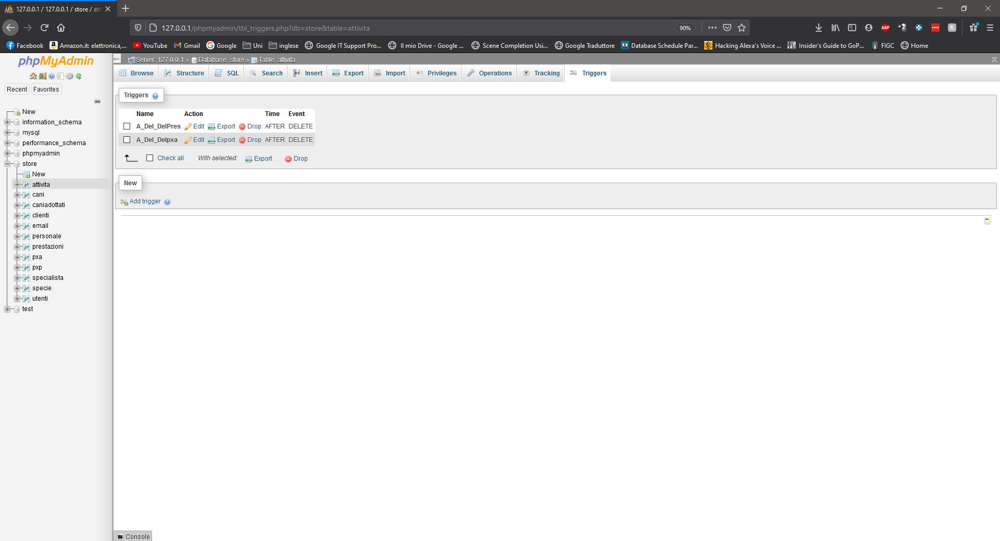 127.0.0.1 / 127.0.0.1 / store / att
127.0.0.1/phpmyadmin/tbl_triggers.php?db=store&table=attivita
90%
ABP
Facebook
Amazon.it: elettronica,...
YouTube
Gmail
Google
Uni
inglese
Google IT Support Pro...
Il mio Drive - Google ...
Scene Completion Usi...
Google Traduttore
Kh
Database Schedule Par...
Hacking Alexa's Voice ...
Insider's Guide to GoP...
FIGC
Home
phpMyAdmin
Recent
Favorites
New
information_schema
mysql
performance_schema
phpmyadmin
store
New
attivita
cani
caniadottati
clienti
email
personale
prestazioni
pxa
pxp
specialista
specie
utenti
test
Server: 127.0.0.1 » Database: store » Table: attivita
Browse
Structure
SQL
Search
Insert
Export
Import
Privileges
Operations
Tracking
Triggers
Triggers
Name Action Time Event
A_Del_DelPres Edit Export Drop AFTER DELETE
A_Del_Delpxa Edit Export Drop AFTER DELETE
Check all With selected: Export Drop
New
Add trigger
Console